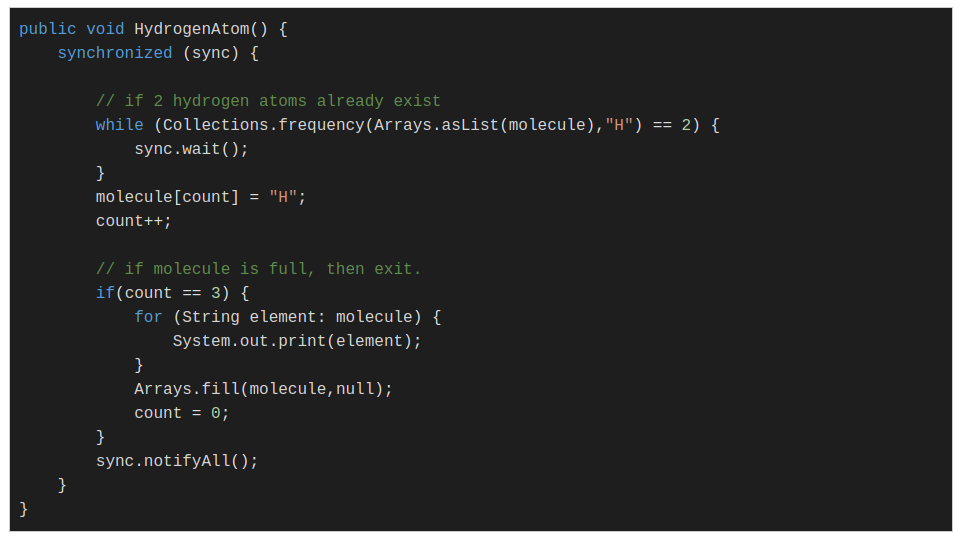 public void HydrogenAtom() {
    synchronized (sync) {

        // if 2 hydrogen atoms already exist
        while (Collections.frequency(Arrays.asList(molecule),"H") == 2) {
            sync.wait();
        }
        molecule[count] = "H";
        count++;

        // if molecule is full, then exit.
        if(count == 3) {
            for (String element: molecule) {
                System.out.print(element);
            }
            Arrays.fill(molecule,null);
            count = 0;
        }
        sync.notifyAll();
    }
}